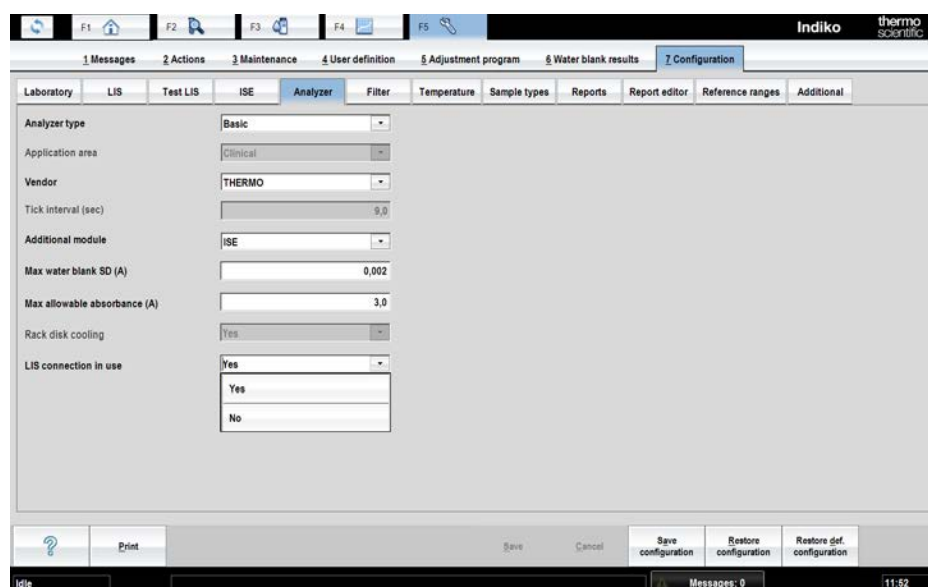 F1 F2 F3 F4 F5 Indiko thermo scientific
1 Messages 2 Actions 3 Maintenance 4 User definition 5 Adjustment program 6 Water blank results 7 Configuration
Laboratory LIS Test LIS ISE Analyzer Filter Temperature Sample types Reports Report editor Reference ranges Additional
Analyzer type Basic
Application area Clinical
Vendor THERMO
Tick interval (sec) 9,0
Additional module ISE
Max water blank SD (A) 0,002
Max allowable absorbance (A) 3,0
Rack disk cooling Yes
LIS connection in use Yes
Yes
No
? Print Save Cancel Save configuration Restore configuration Restore def. configuration
Idle Messages: 0 11:52